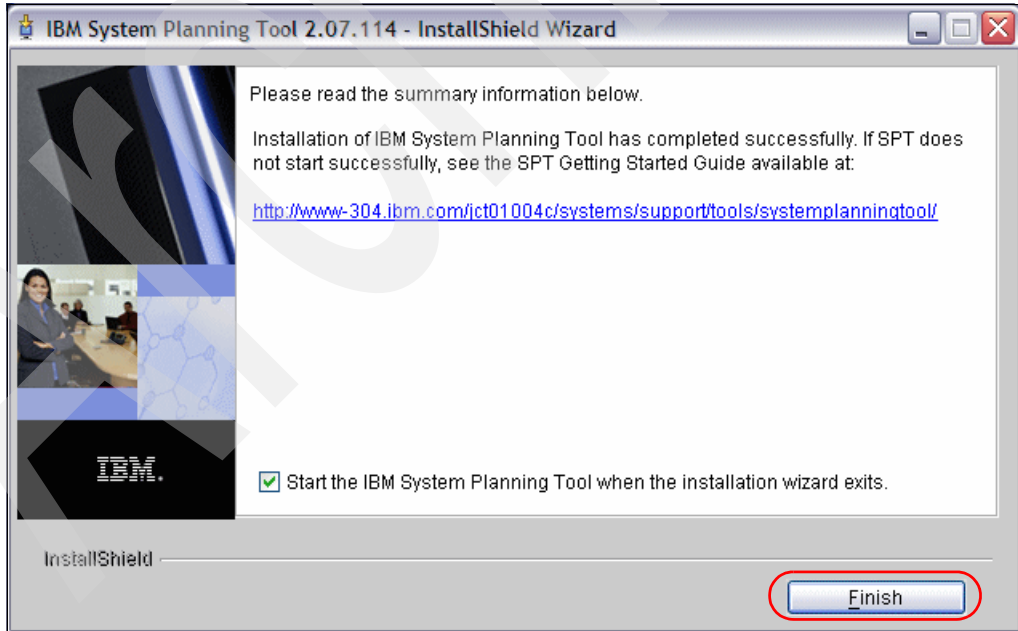 IBM System Planning Tool 2.07.114 - InstallShield Wizard
Please read the summary information below.
Installation of IBM System Planning Tool has completed successfully. If SPT does
not start successfully, see the SPT Getting Started Guide available at:
http://www-304.ibm.com/jct01004c/systems/support/tools/systemplanningtool/
IBM.
Start the IBM System Planning Tool when the installation wizard exits.
InstallShield
Finish